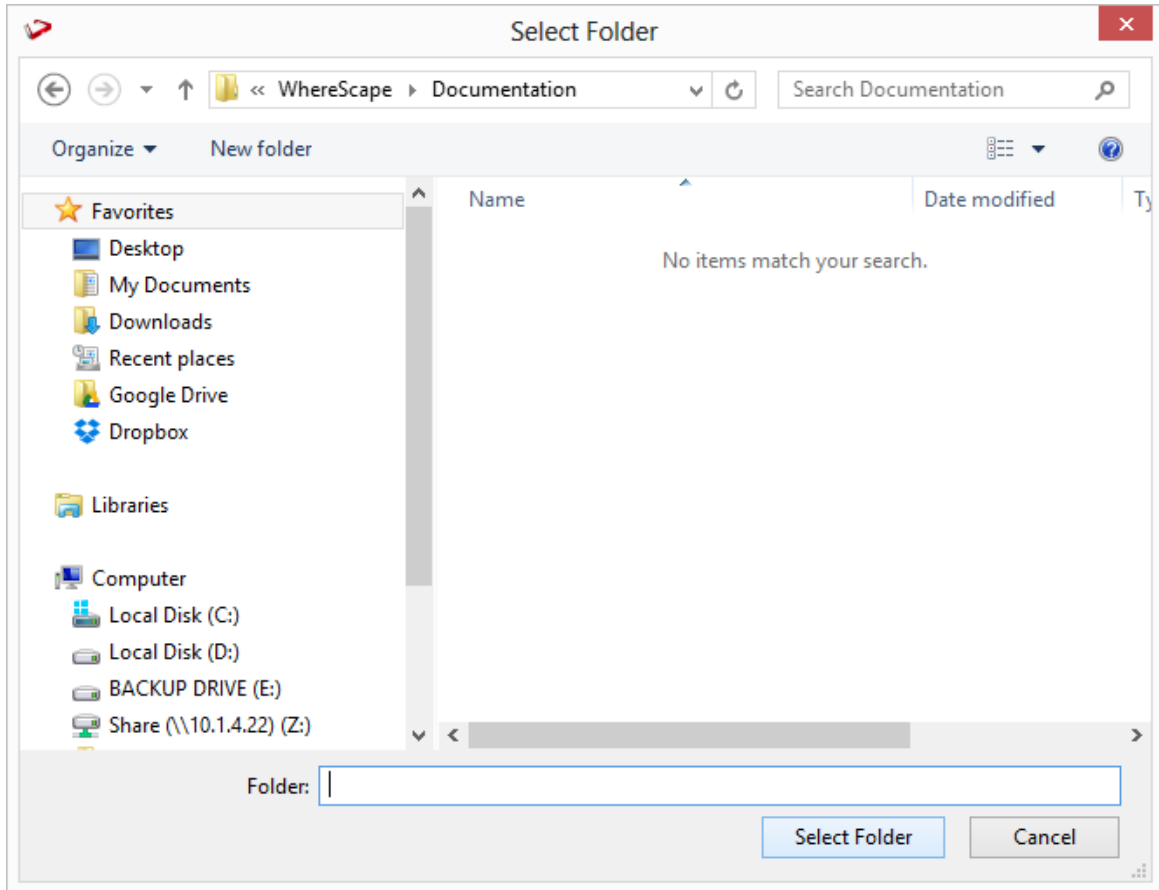 Select Folder
« WhereScape Documentation
Search Documentation
Organize
New folder
Name
Date modified
Ty
No items match your search.
Favorites
Desktop
My Documents
Downloads
Recent places
Google Drive
Dropbox
Libraries
Computer
Local Disk (C:)
Local Disk (D:)
BACKUP DRIVE (E:)
Share (\\10.1.4.22) (Z:)
Folder:
Select Folder
Cancel